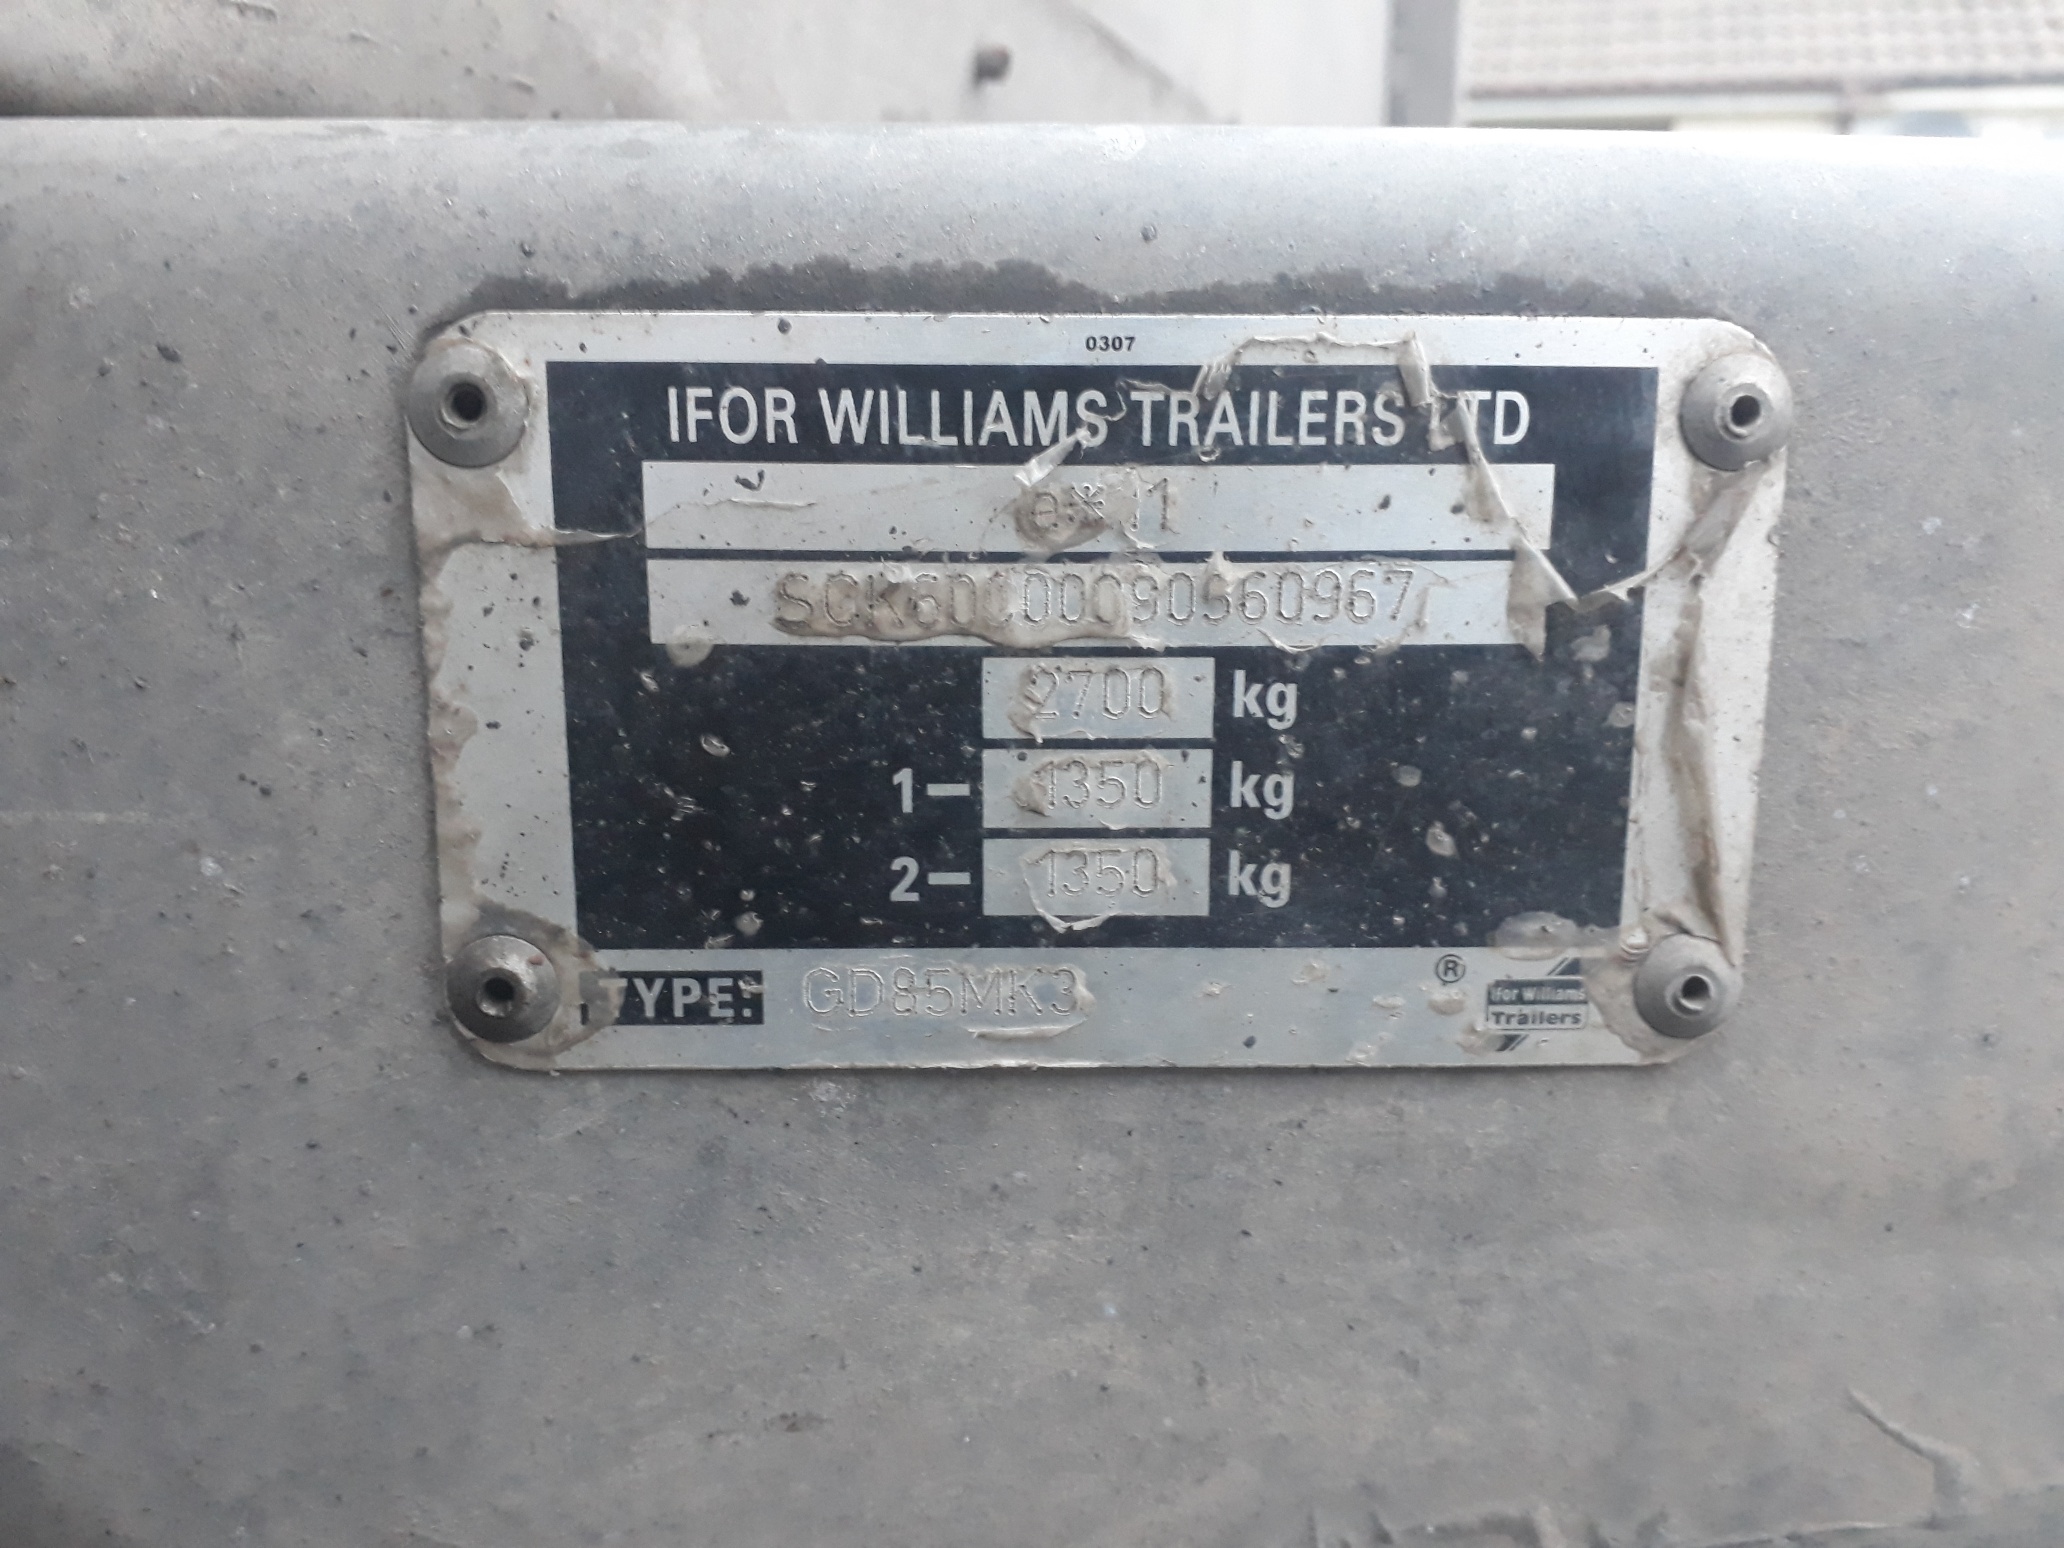 0307
IFOR WILLIAMS TRAILERS LTD
e*11
SCK60000090560967
2700 kg
1- 1350 kg
2- 1350 kg
TYPE: GD85MK3
®
Ifor Williams
Trailers